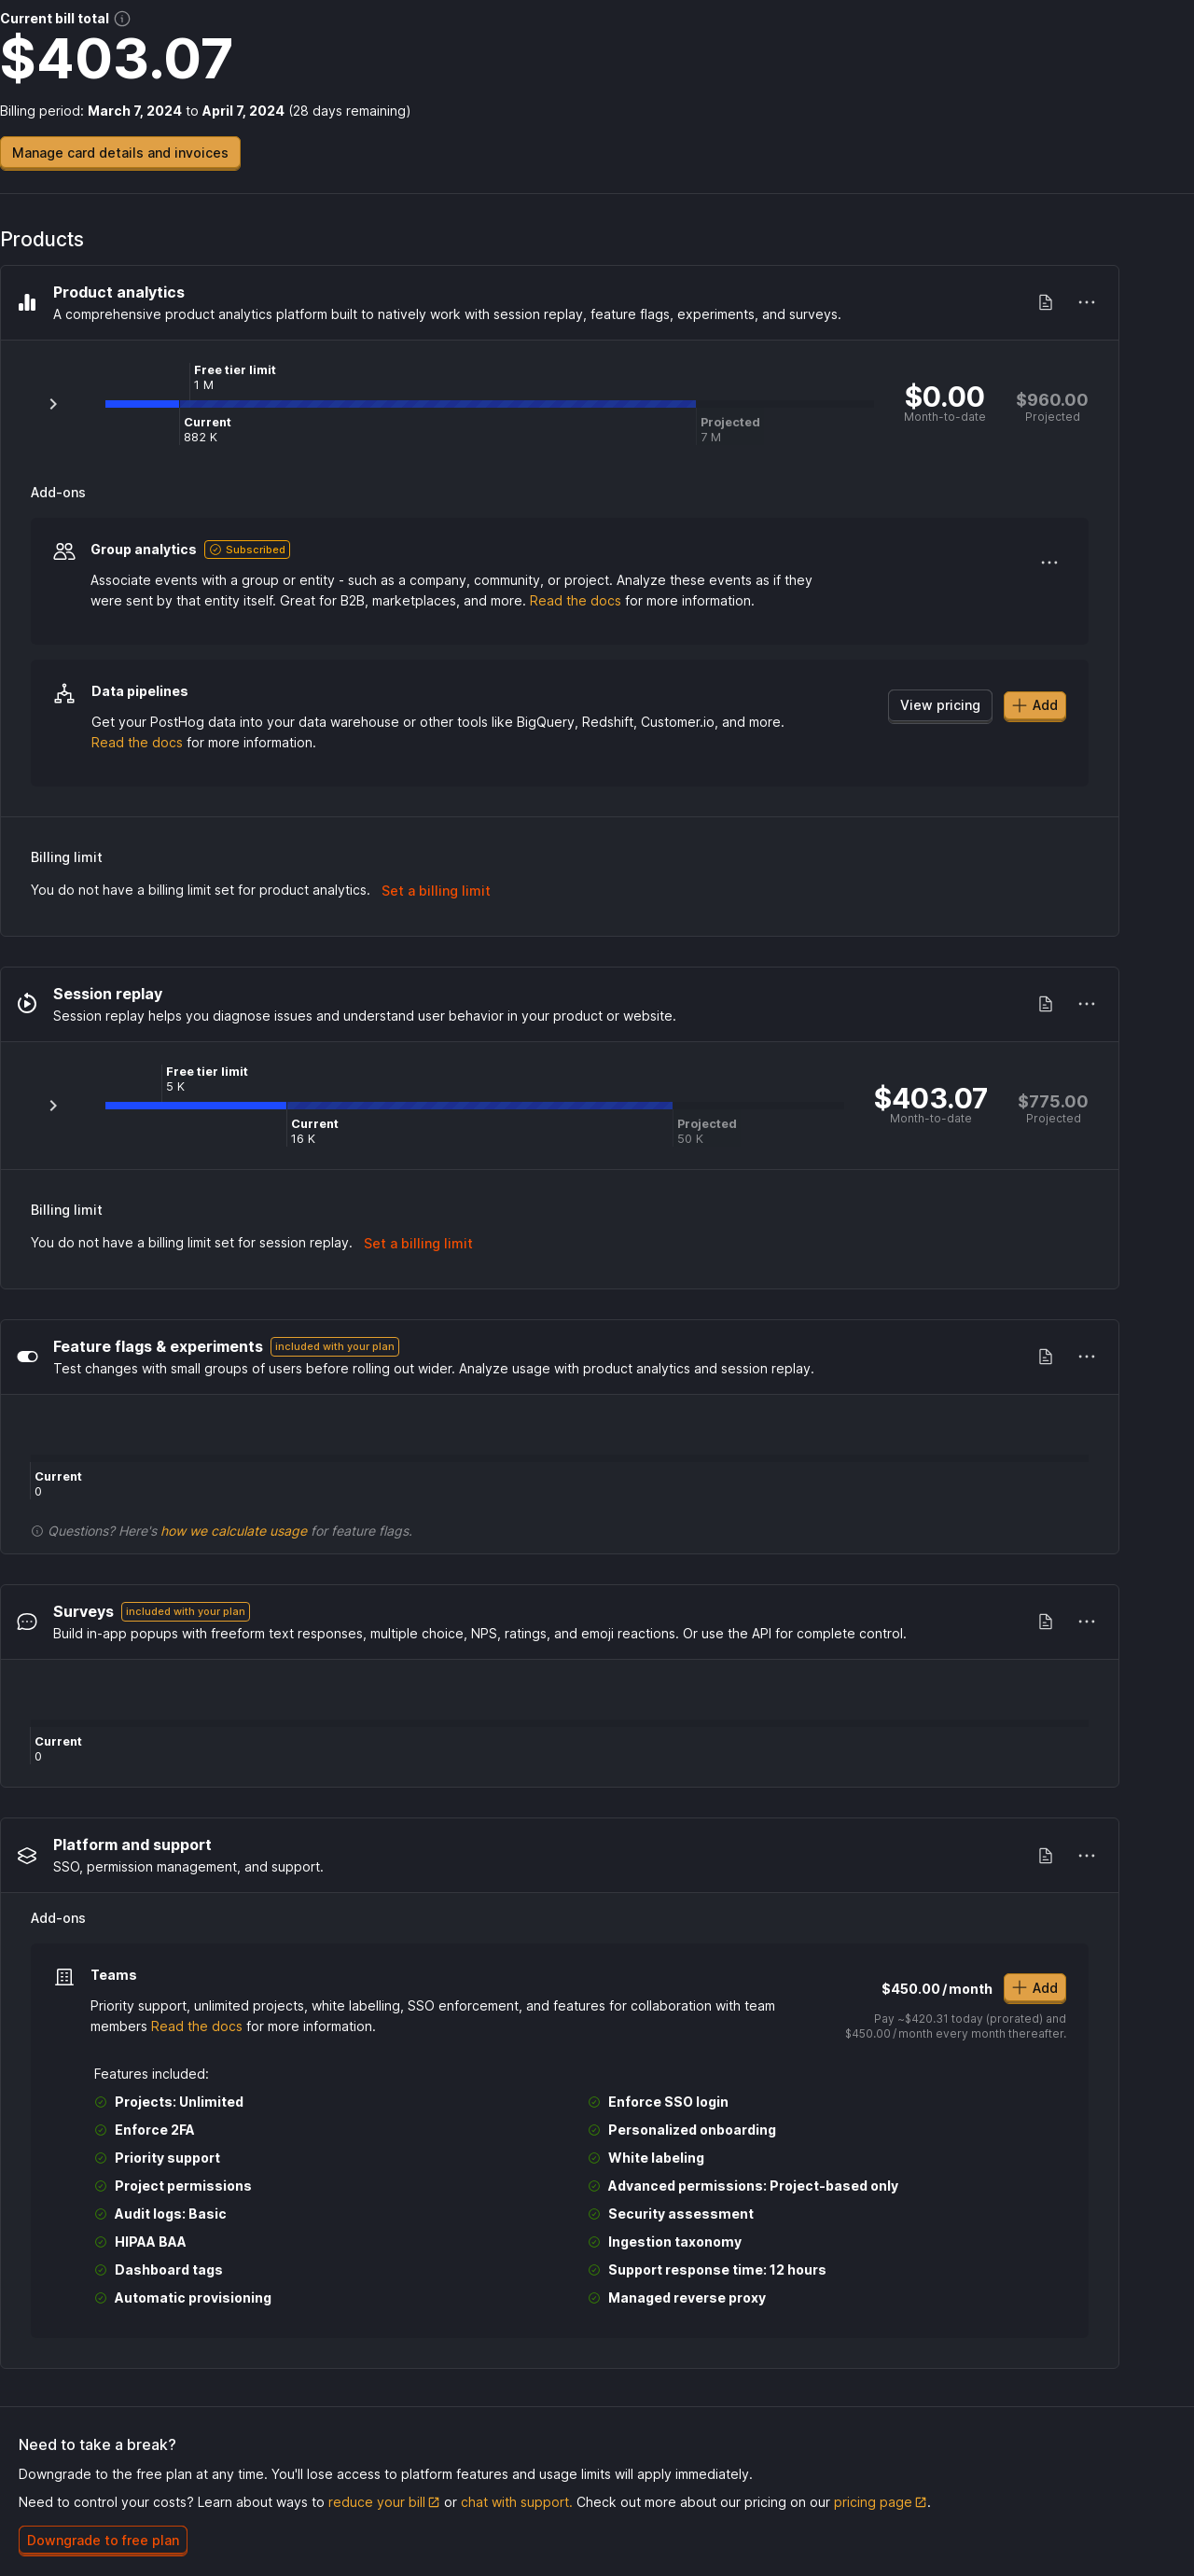 Current bill total
$403.07
Billing period: March 7, 2024 to April 7, 2024 (28 days remaining)
Manage card details and invoices
Products
Product analytics
A comprehensive product analytics platform built to natively work with session replay, feature flags, experiments, and surveys.
Free tier limit
1 M
Current
882 K
Projected
7 M
$0.00
Month-to-date
$960.00
Projected
Add-ons
Group analytics Subscribed
Associate events with a group or entity - such as a company, community, or project. Analyze these events as if they
were sent by that entity itself. Great for B2B, marketplaces, and more. Read the docs for more information.
Data pipelines
Get your PostHog data into your data warehouse or other tools like BigQuery, Redshift, Customer.io, and more.
Read the docs for more information.
View pricing
Add
Billing limit
You do not have a billing limit set for product analytics. Set a billing limit
Session replay
Session replay helps you diagnose issues and understand user behavior in your product or website.
Free tier limit
5 K
Current
16 K
Projected
50 K
$403.07
Month-to-date
$775.00
Projected
Billing limit
You do not have a billing limit set for session replay. Set a billing limit
Feature flags & experiments included with your plan
Test changes with small groups of users before rolling out wider. Analyze usage with product analytics and session replay.
Current
0
Questions? Here's how we calculate usage for feature flags.
Surveys included with your plan
Build in-app popups with freeform text responses, multiple choice, NPS, ratings, and emoji reactions. Or use the API for complete control.
Current
0
Platform and support
SSO, permission management, and support.
Add-ons
Teams
Priority support, unlimited projects, white labelling, SSO enforcement, and features for collaboration with team
members Read the docs for more information.
$450.00/month
Add
Pay ~$420.31 today (prorated) and
$450.00/month every month thereafter.
Features included:
Projects: Unlimited
Enforce 2FA
Priority support
Project permissions
Audit logs: Basic
HIPAA BAA
Dashboard tags
Automatic provisioning
Enforce SSO login
Personalized onboarding
White labeling
Advanced permissions: Project-based only
Security assessment
Ingestion taxonomy
Support response time: 12 hours
Managed reverse proxy
Need to take a break?
Downgrade to the free plan at any time. You'll lose access to platform features and usage limits will apply immediately.
Need to control your costs? Learn about ways to reduce your bill or chat with support. Check out more about our pricing on our pricing page.
Downgrade to free plan